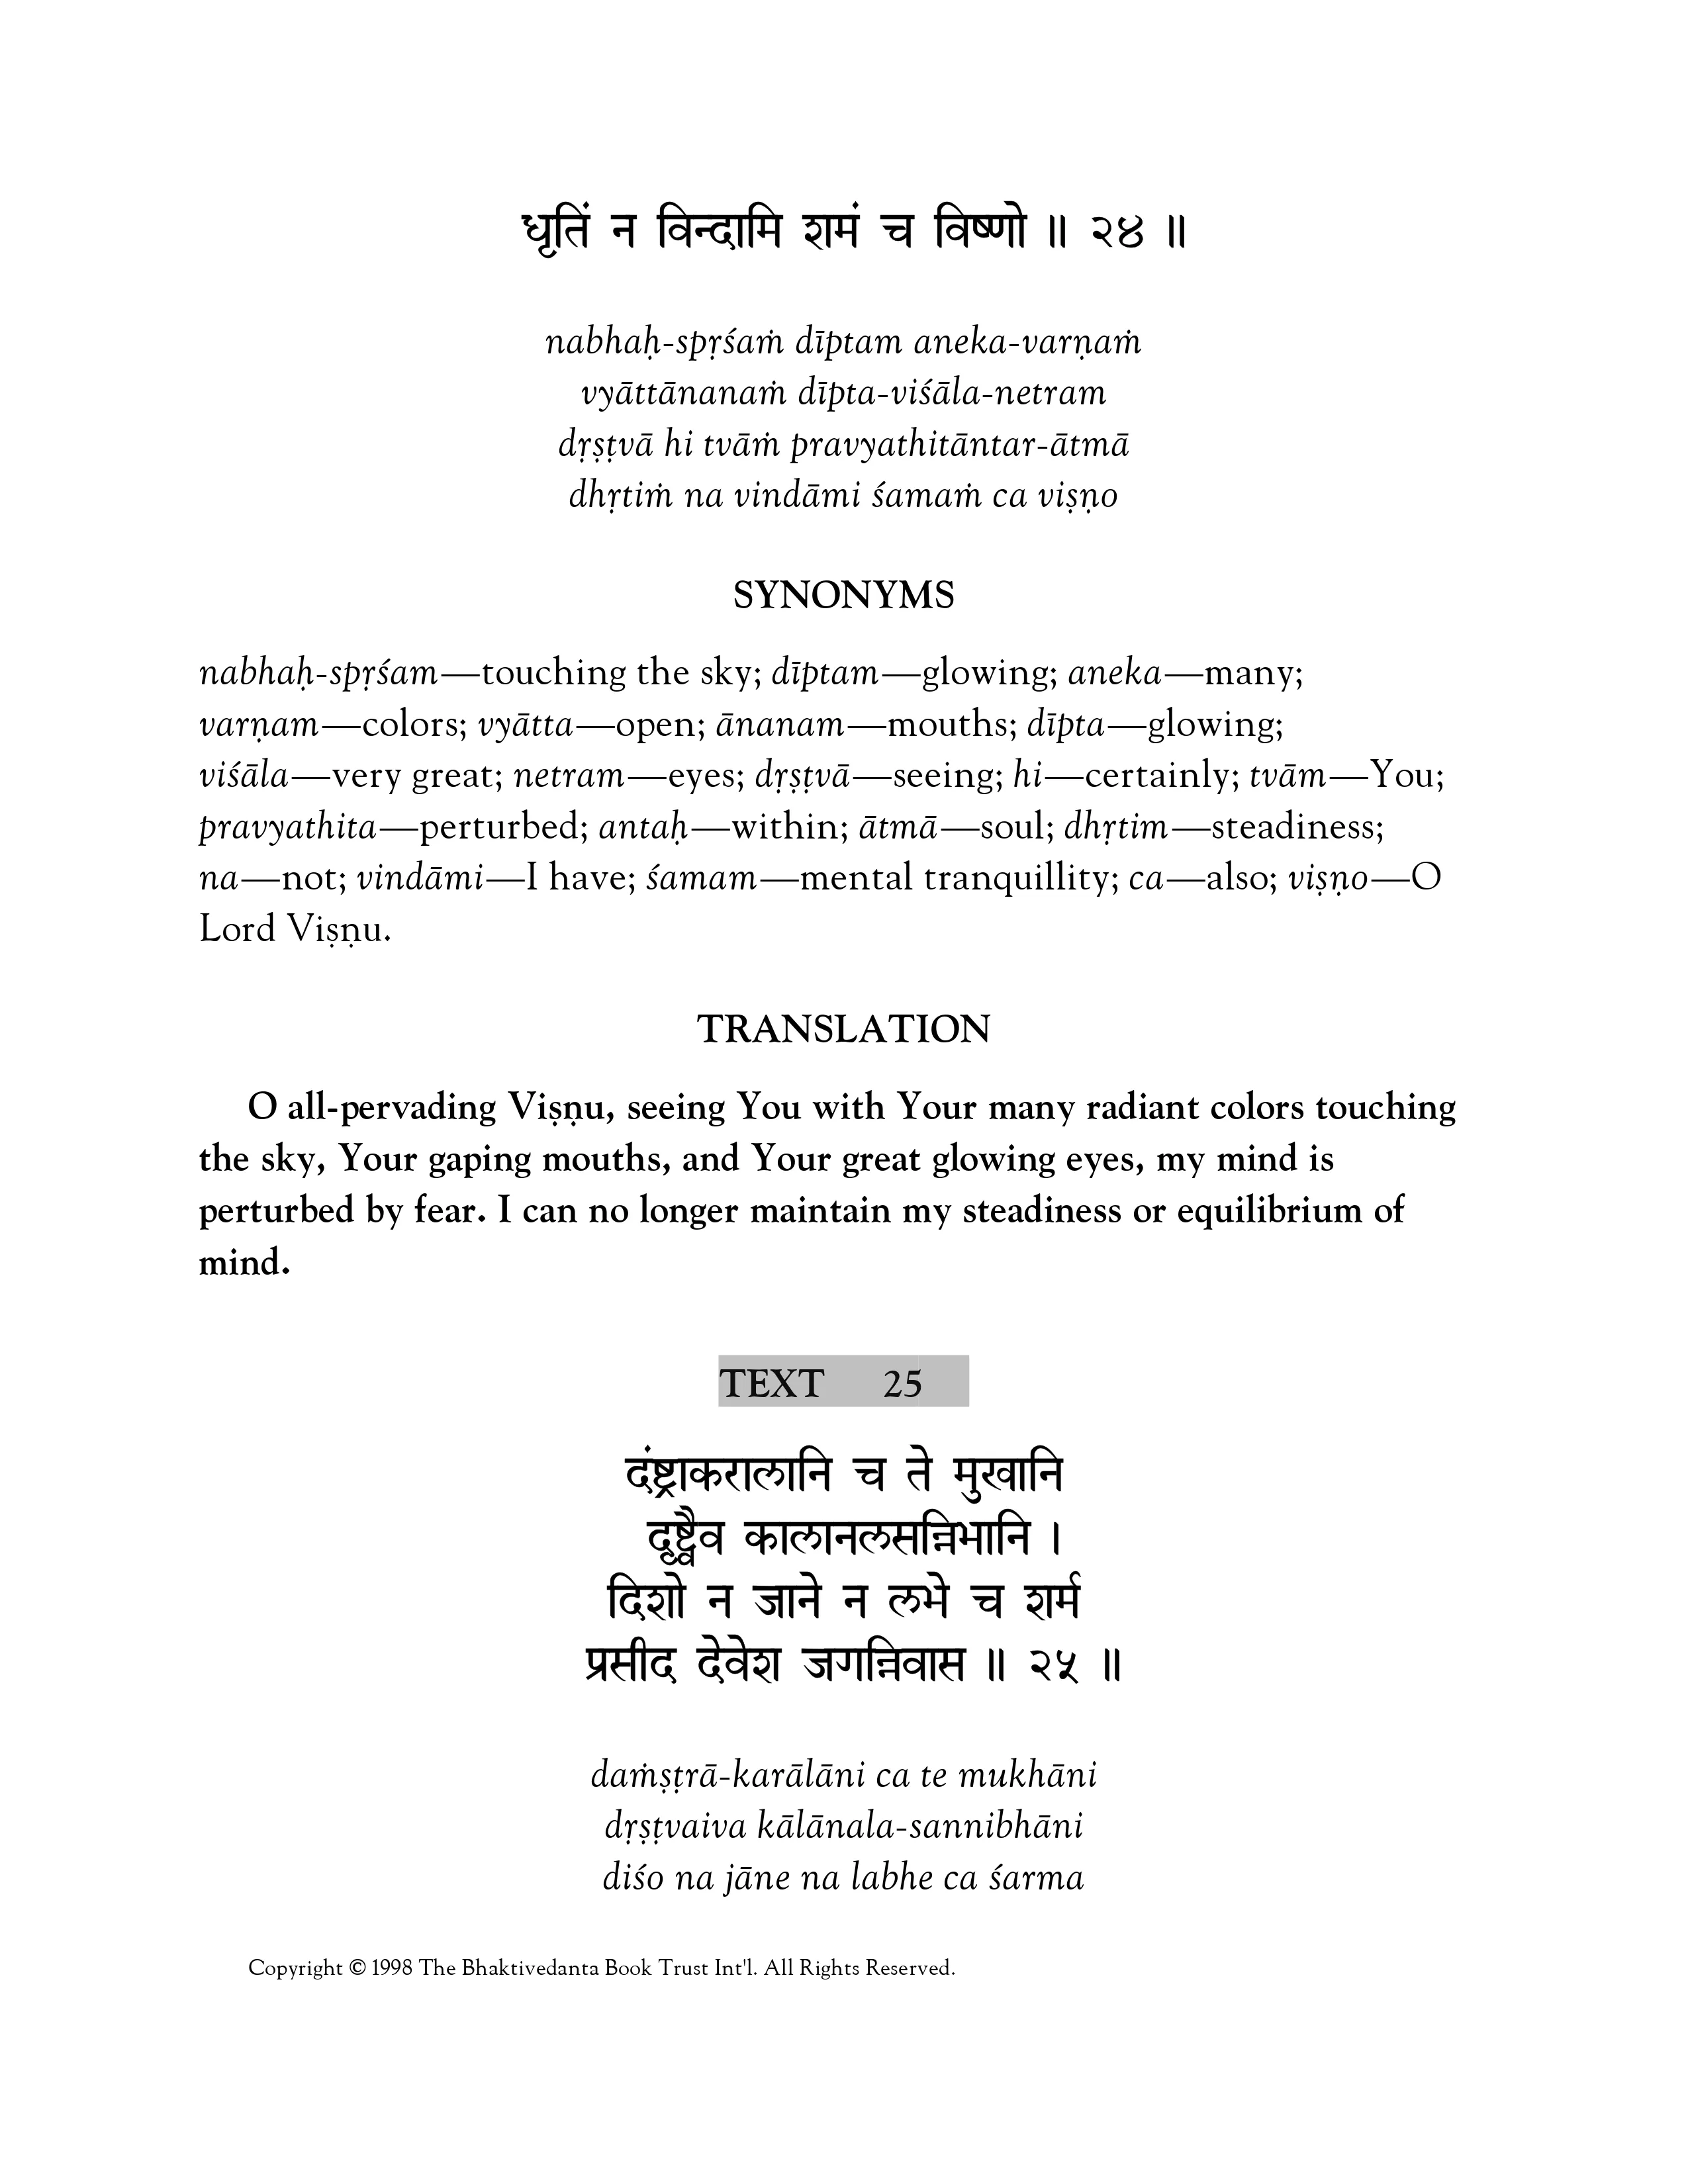 धृतिं न विन्दामि शमं च विष्णो ॥ २४ ॥
nabhaḥ-spṛśaṁ dīptam aneka-varṇaṁ
vyāttānanaṁ dīpta-viśāla-netram
dṛṣṭvā hi tvāṁ pravyathitāntar-ātmā
dhṛtiṁ na vindāmi śamaṁ ca viṣṇo
SYNONYMS
nabhaḥ-spṛśam—touching the sky; dīptam—glowing; aneka—many;
varṇam—colors; vyātta—open; ānanam—mouths; dīpta—glowing;
viśāla—very great; netram—eyes; dṛṣṭvā—seeing; hi—certainly; tvām—You;
pravyathita—perturbed; antaḥ—within; ātmā—soul; dhṛtim—steadiness;
na—not; vindāmi—I have; śamam—mental tranquillity; ca—also; viṣṇo—O
Lord Viṣṇu.
TRANSLATION
O all-pervading Viṣṇu, seeing You with Your many radiant colors touching
the sky, Your gaping mouths, and Your great glowing eyes, my mind is
perturbed by fear. I can no longer maintain my steadiness or equilibrium of
mind.
TEXT 25
दंष्ट्राकरालानि च ते मुखानि
दृष्ट्वैव कालानलसन्निभानि ।
दिशो न जाने न लभे च शर्म
प्रसीद देवेश जगन्निवास ॥ २५ ॥
daṁṣṭrā-karālāni ca te mukhāni
dṛṣṭvaiva kālānala-sannibhāni
diśo na jāne na labhe ca śarma
Copyright © 1998 The Bhaktivedanta Book Trust Int'l. All Rights Reserved.